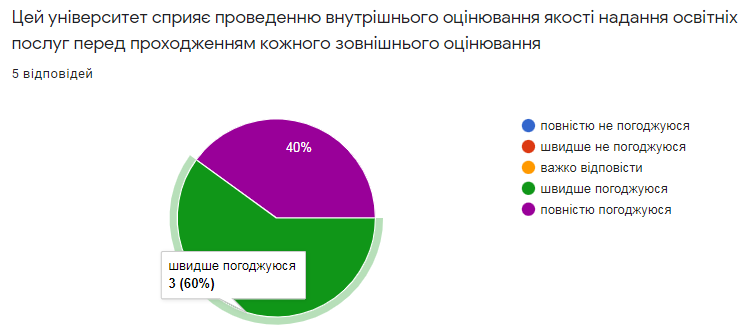 Цей університет сприяє проведенню внутрішнього оцінювання якості надання освітніх
послуг перед проходженням кожного зовнішнього оцінювання
5 відповідей
40%
швидше погоджуюся
3 (60%)
повністю не погоджуюся
швидше не погоджуюся
важко відповісти
швидше погоджуюся
повністю погоджуюся